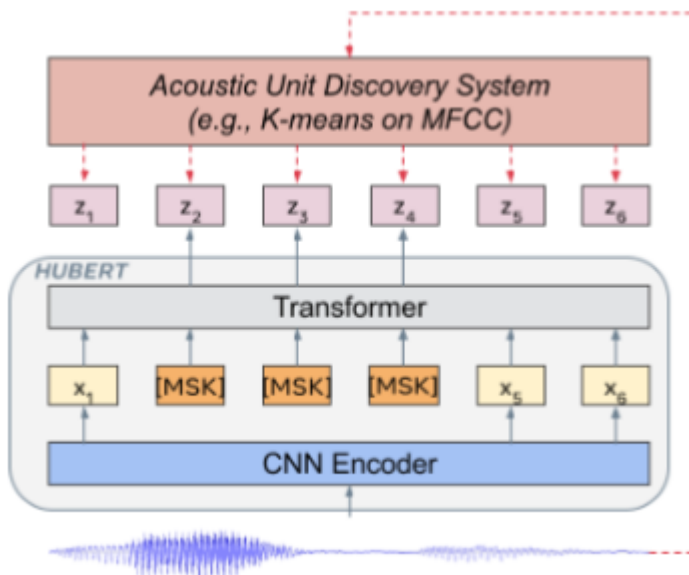 Acoustic Unit Discovery System
(e.g., K-means on MFCC)
z₁ z₂ z₃ z₄ z₅ z₆
HUBERT
Transformer
x₁ [MSK] [MSK] [MSK] x₅ x₆
CNN Encoder